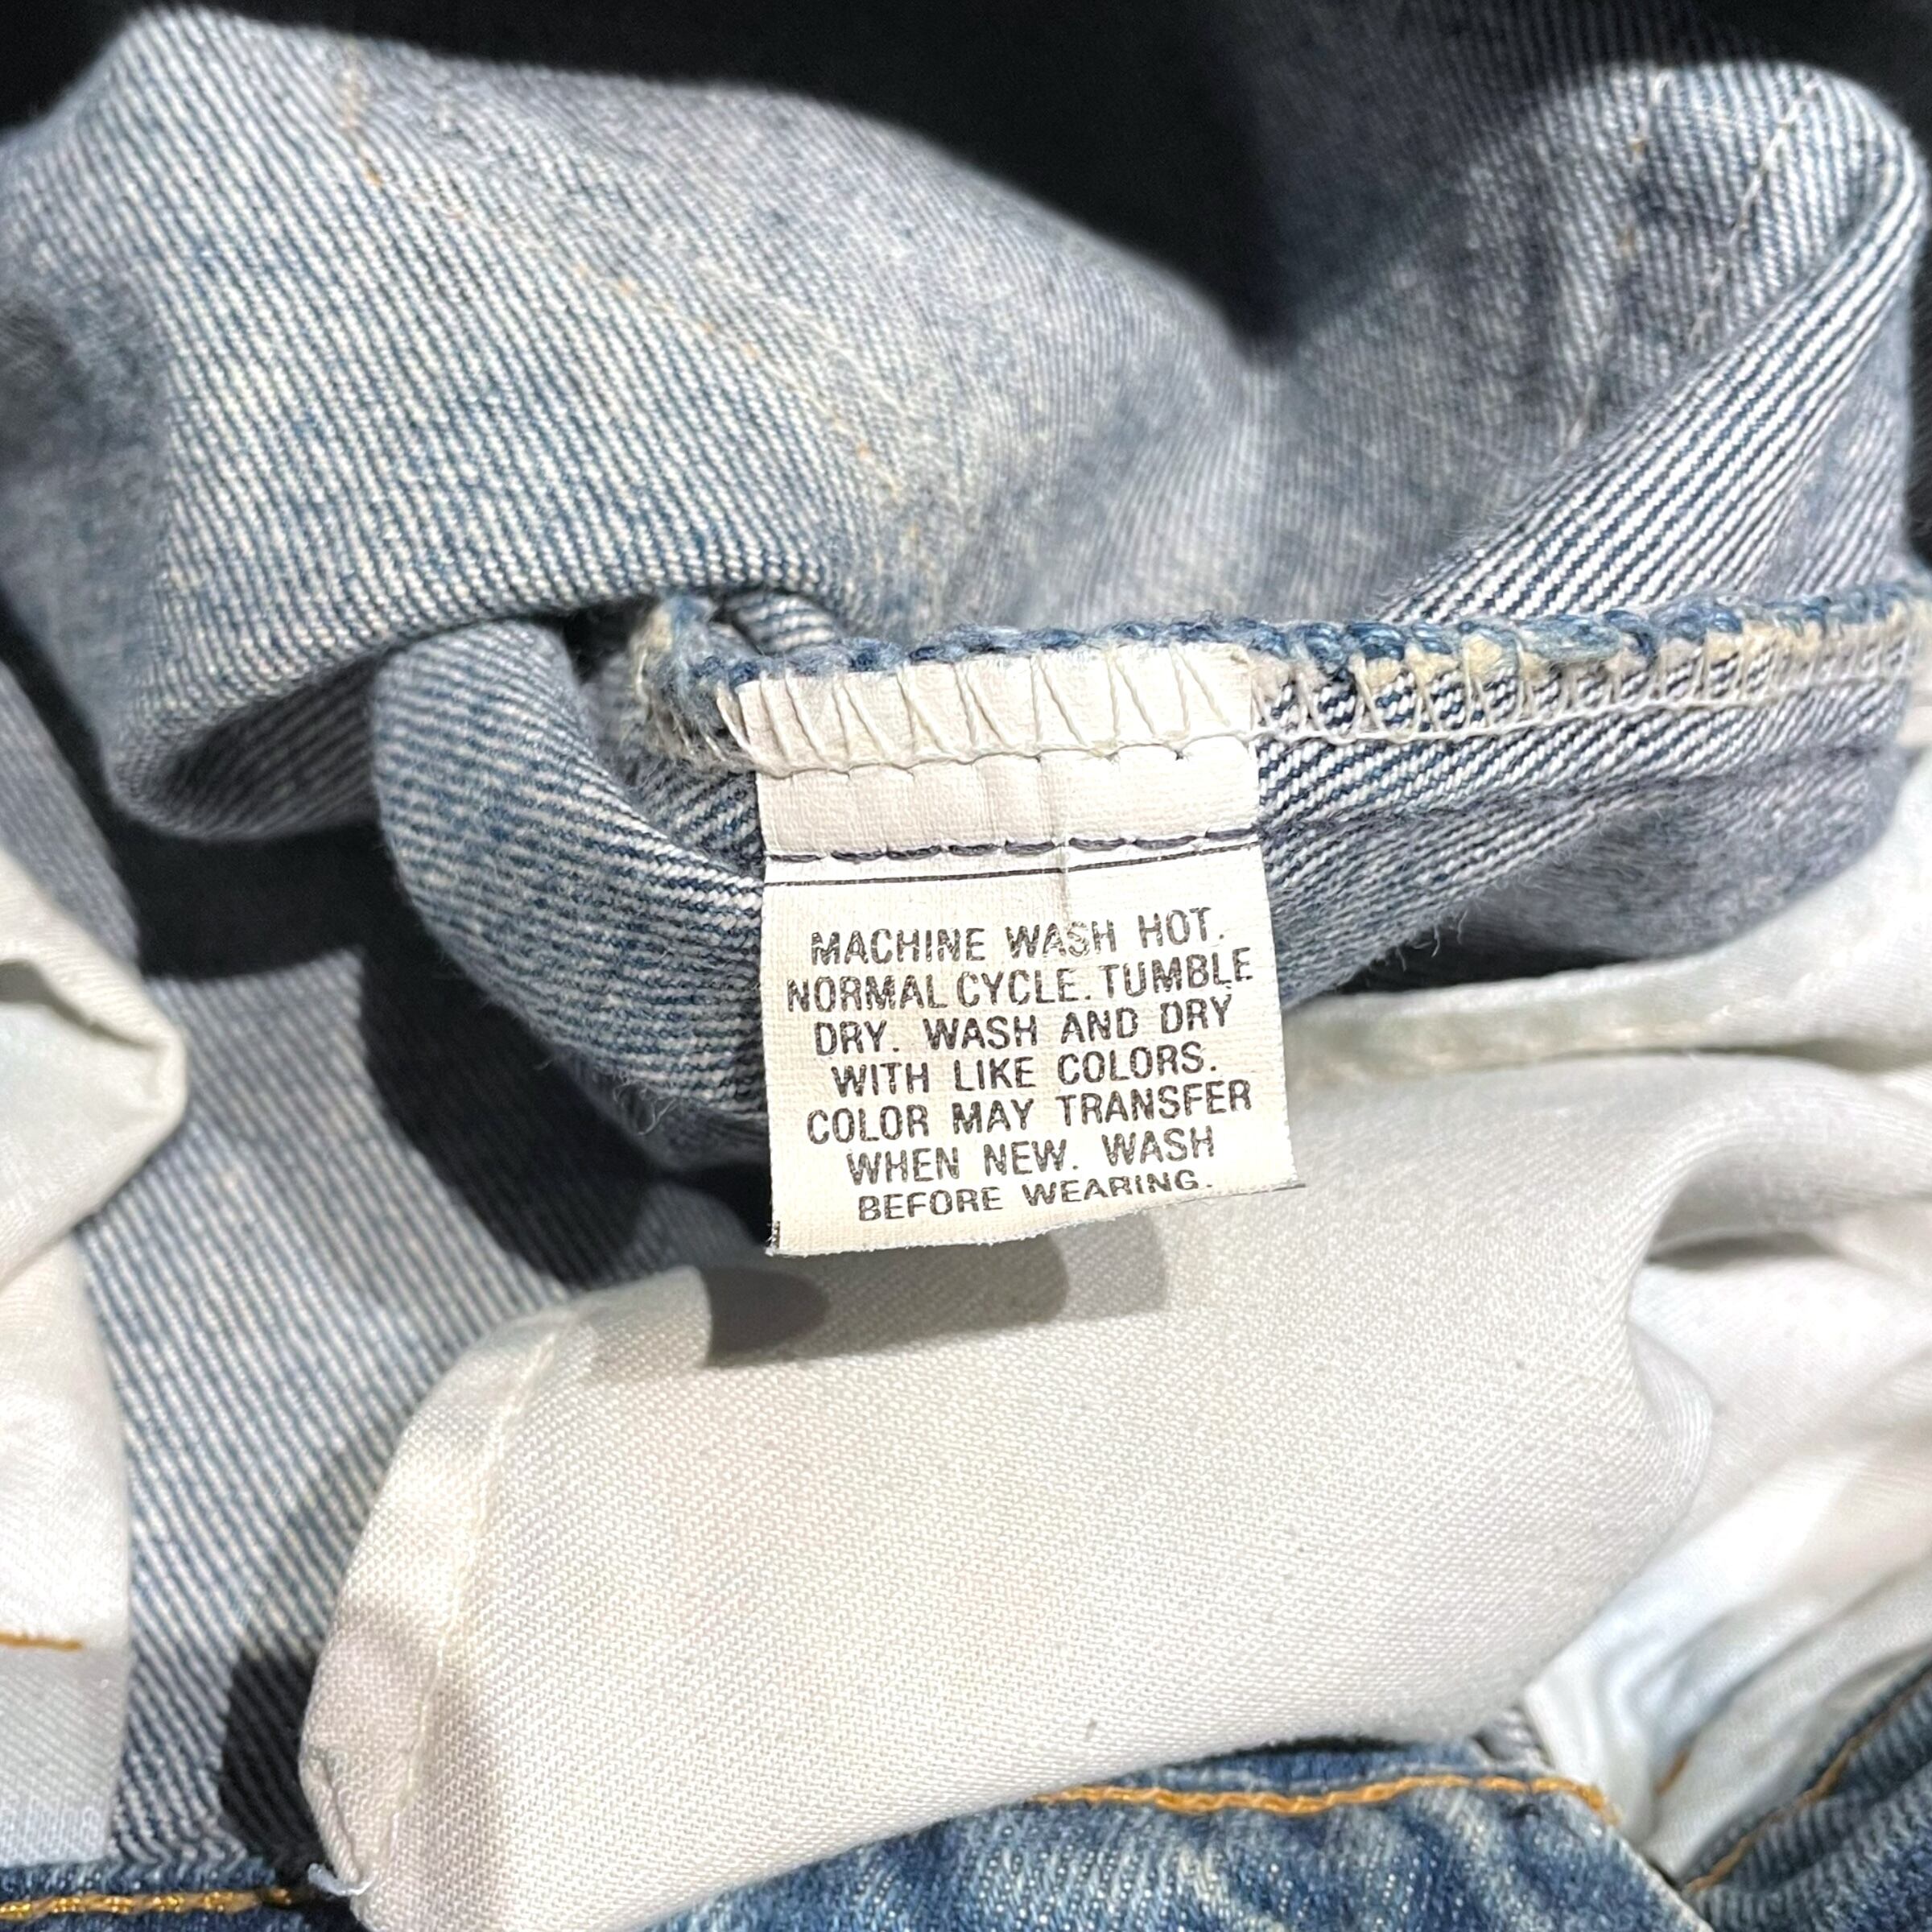 MACHINE WASH HOT.
NORMAL CYCLE. TUMBLE
DRY. WASH AND DRY
WITH LIKE COLORS.
COLOR MAY TRANSFER
WHEN NEW. WASH
BEFORE WEARING.